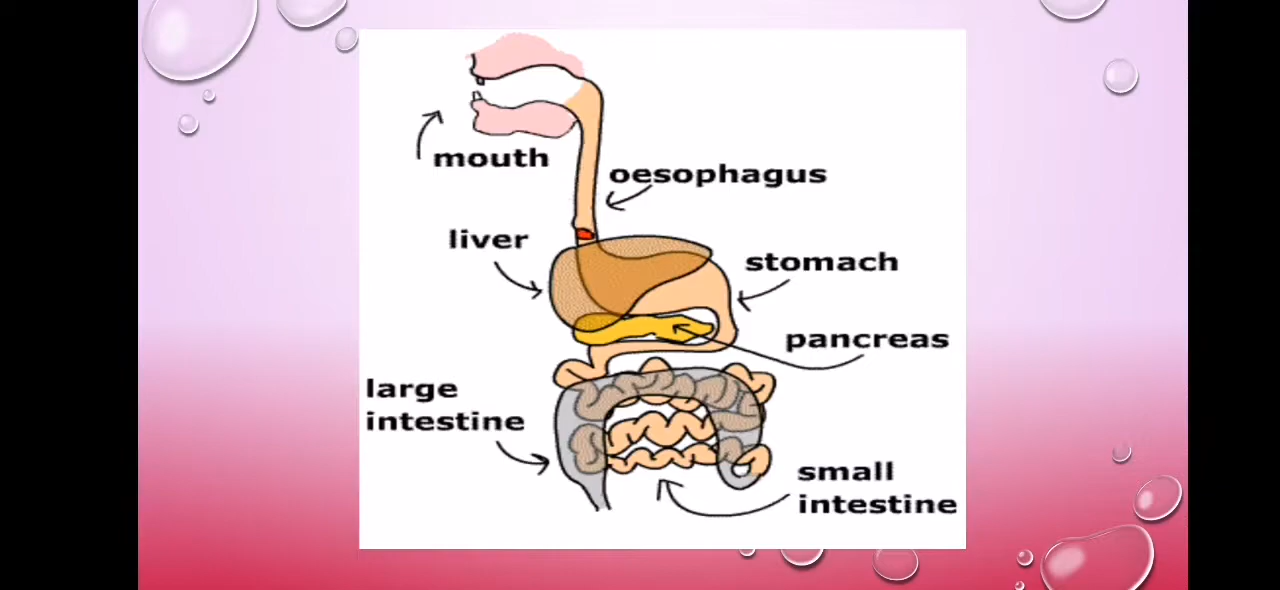 mouth
oesophagus
liver
stomach
pancreas
large
intestine
small
intestine